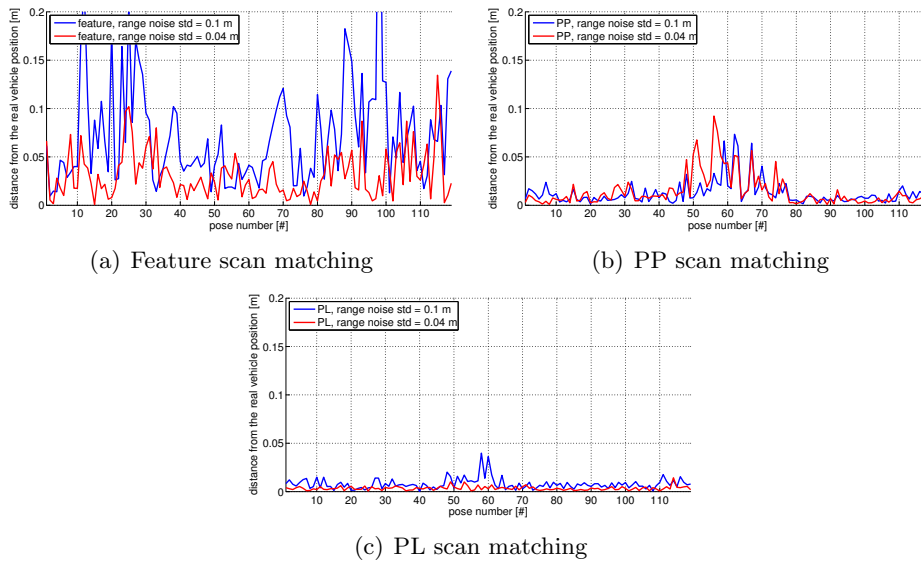 0.2
feature, range noise std = 0.1 m
feature, range noise std = 0.04 m
0.15
0.1
0.05
0
10 20 30 40 50 60 70 80 90 100 110
distance from the real vehicle position [m]
pose number [#]
(a) Feature scan matching
0.2
PP, range noise std = 0.1 m
PP, range noise std = 0.04 m
0.15
0.1
0.05
0
10 20 30 40 50 60 70 80 90 100 110
distance from the real vehicle position [m]
pose number [#]
(b) PP scan matching
0.2
PL, range noise std = 0.1 m
PL, range noise std = 0.04 m
0.15
0.1
0.05
0
10 20 30 40 50 60 70 80 90 100 110
distance from the real vehicle position [m]
pose number [#]
(c) PL scan matching